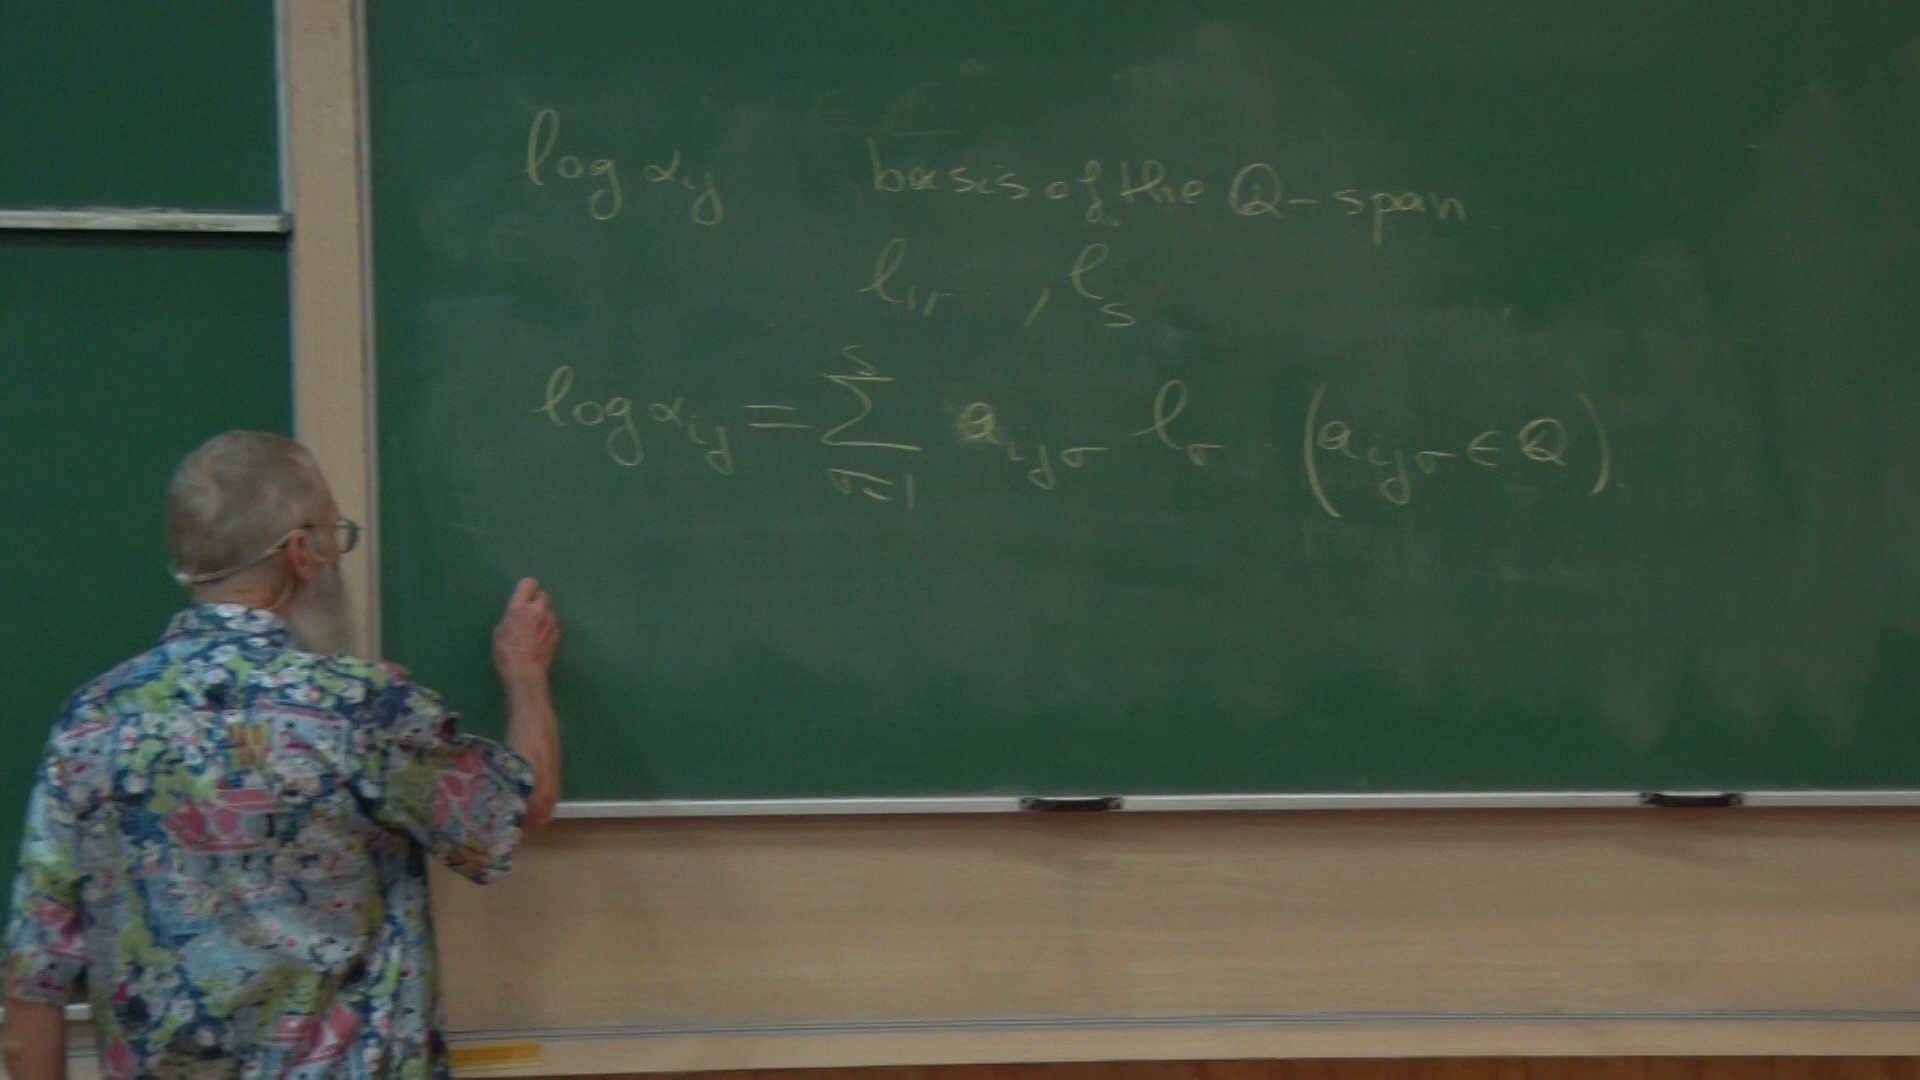 log αij basis of the ℚ-span
ℓ1, ..., ℓs
log αij = ∑_{σ=1}^{s} aijσ ℓσ (aijσ ∈ ℚ).